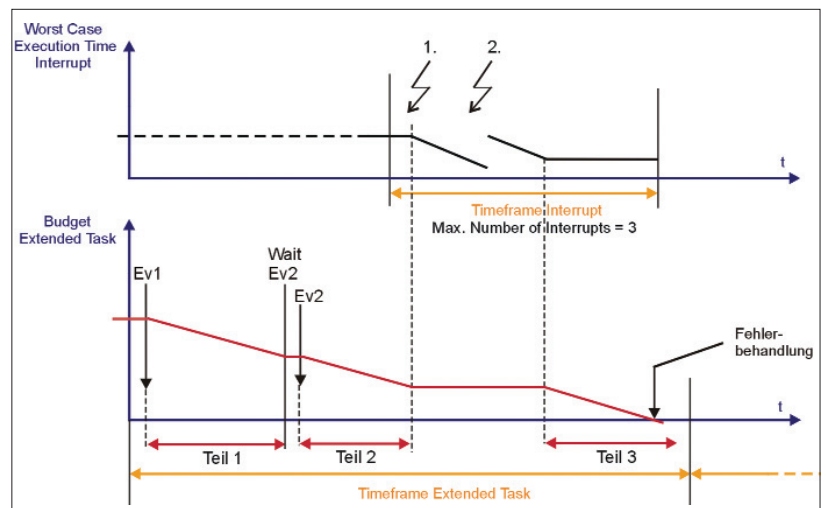 Worst Case
Execution Time
Interrupt
1.
2.
t
Timeframe Interrupt
Max. Number of Interrupts = 3
Budget
Extended Task
Wait
Ev1
Ev2
Ev2
Fehler-
behandlung
t
Teil 1
Teil 2
Teil 3
Timeframe Extended Task